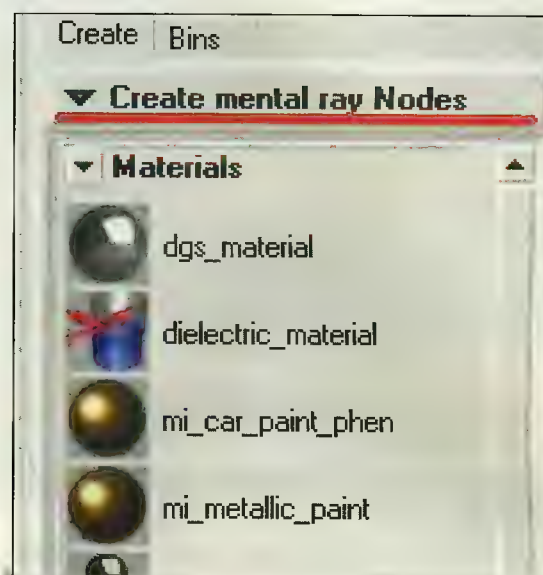 Create Bins
Create mental ray Nodes
Materials
dgs_material
dielectric_material
mi_car_paint_phen
mi_metallic_paint